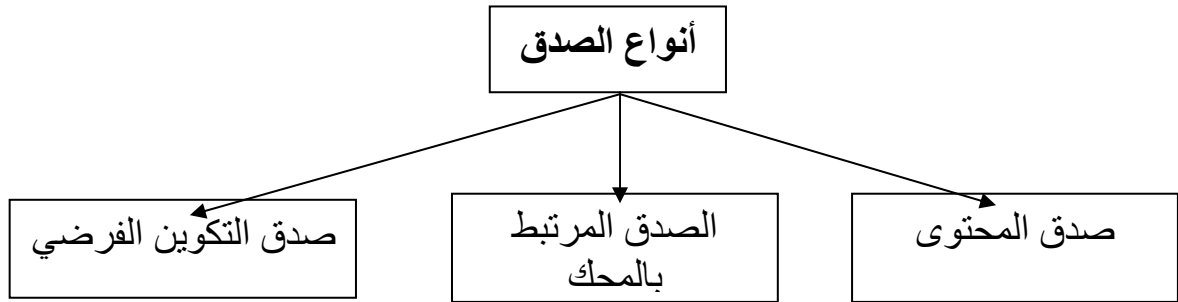 أنواع الصدق
صدق المحتوى
الصدق المرتبط
بالمحك
صدق التكوين الفرضي